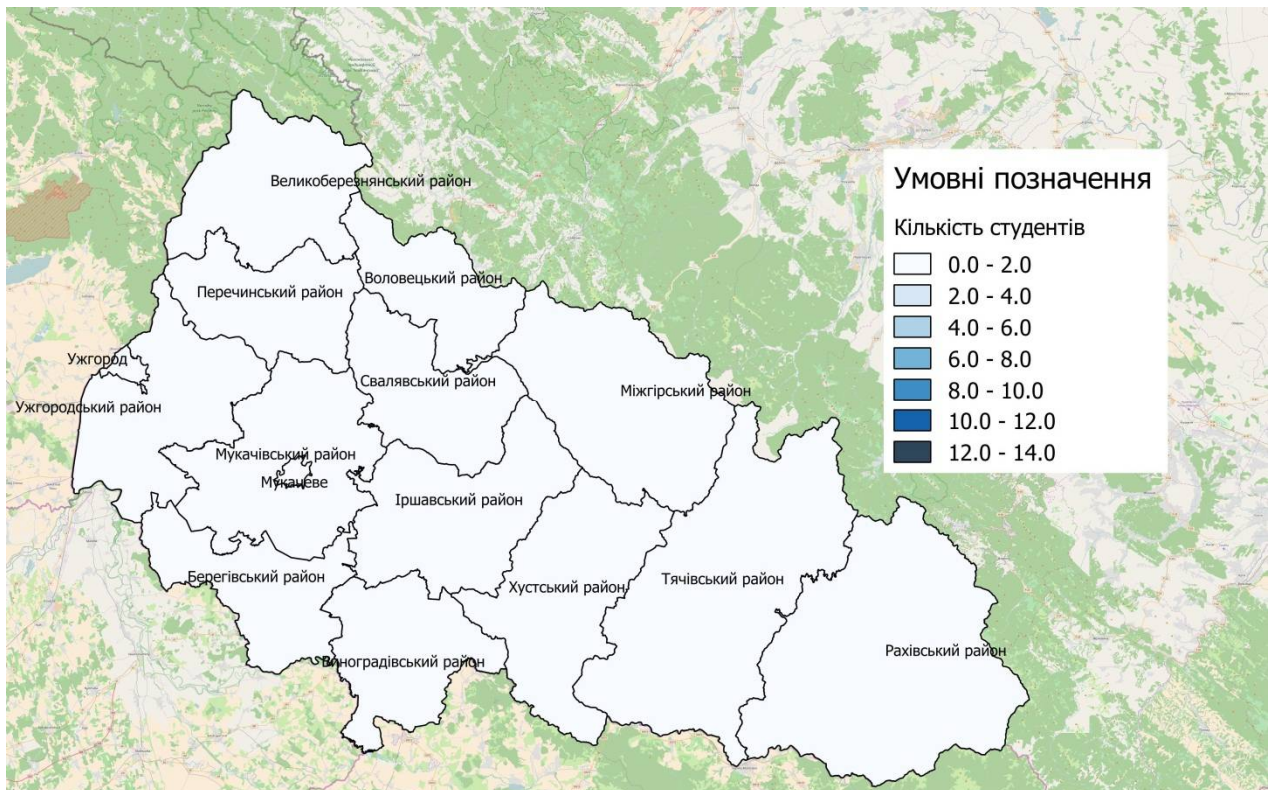 Великоберезнянський район
Воловецький район
Перечинський район
Ужгород
Свалявський район
Міжгірський район
Ужгородський район
Мукачівський район
Мукачеве
Іршавський район
Берегівський район
Хустський район
Тячівський район
Виноградівський район
Рахівський район
Умовні позначення
Кількість студентів
0.0 - 2.0
2.0 - 4.0
4.0 - 6.0
6.0 - 8.0
8.0 - 10.0
10.0 - 12.0
12.0 - 14.0